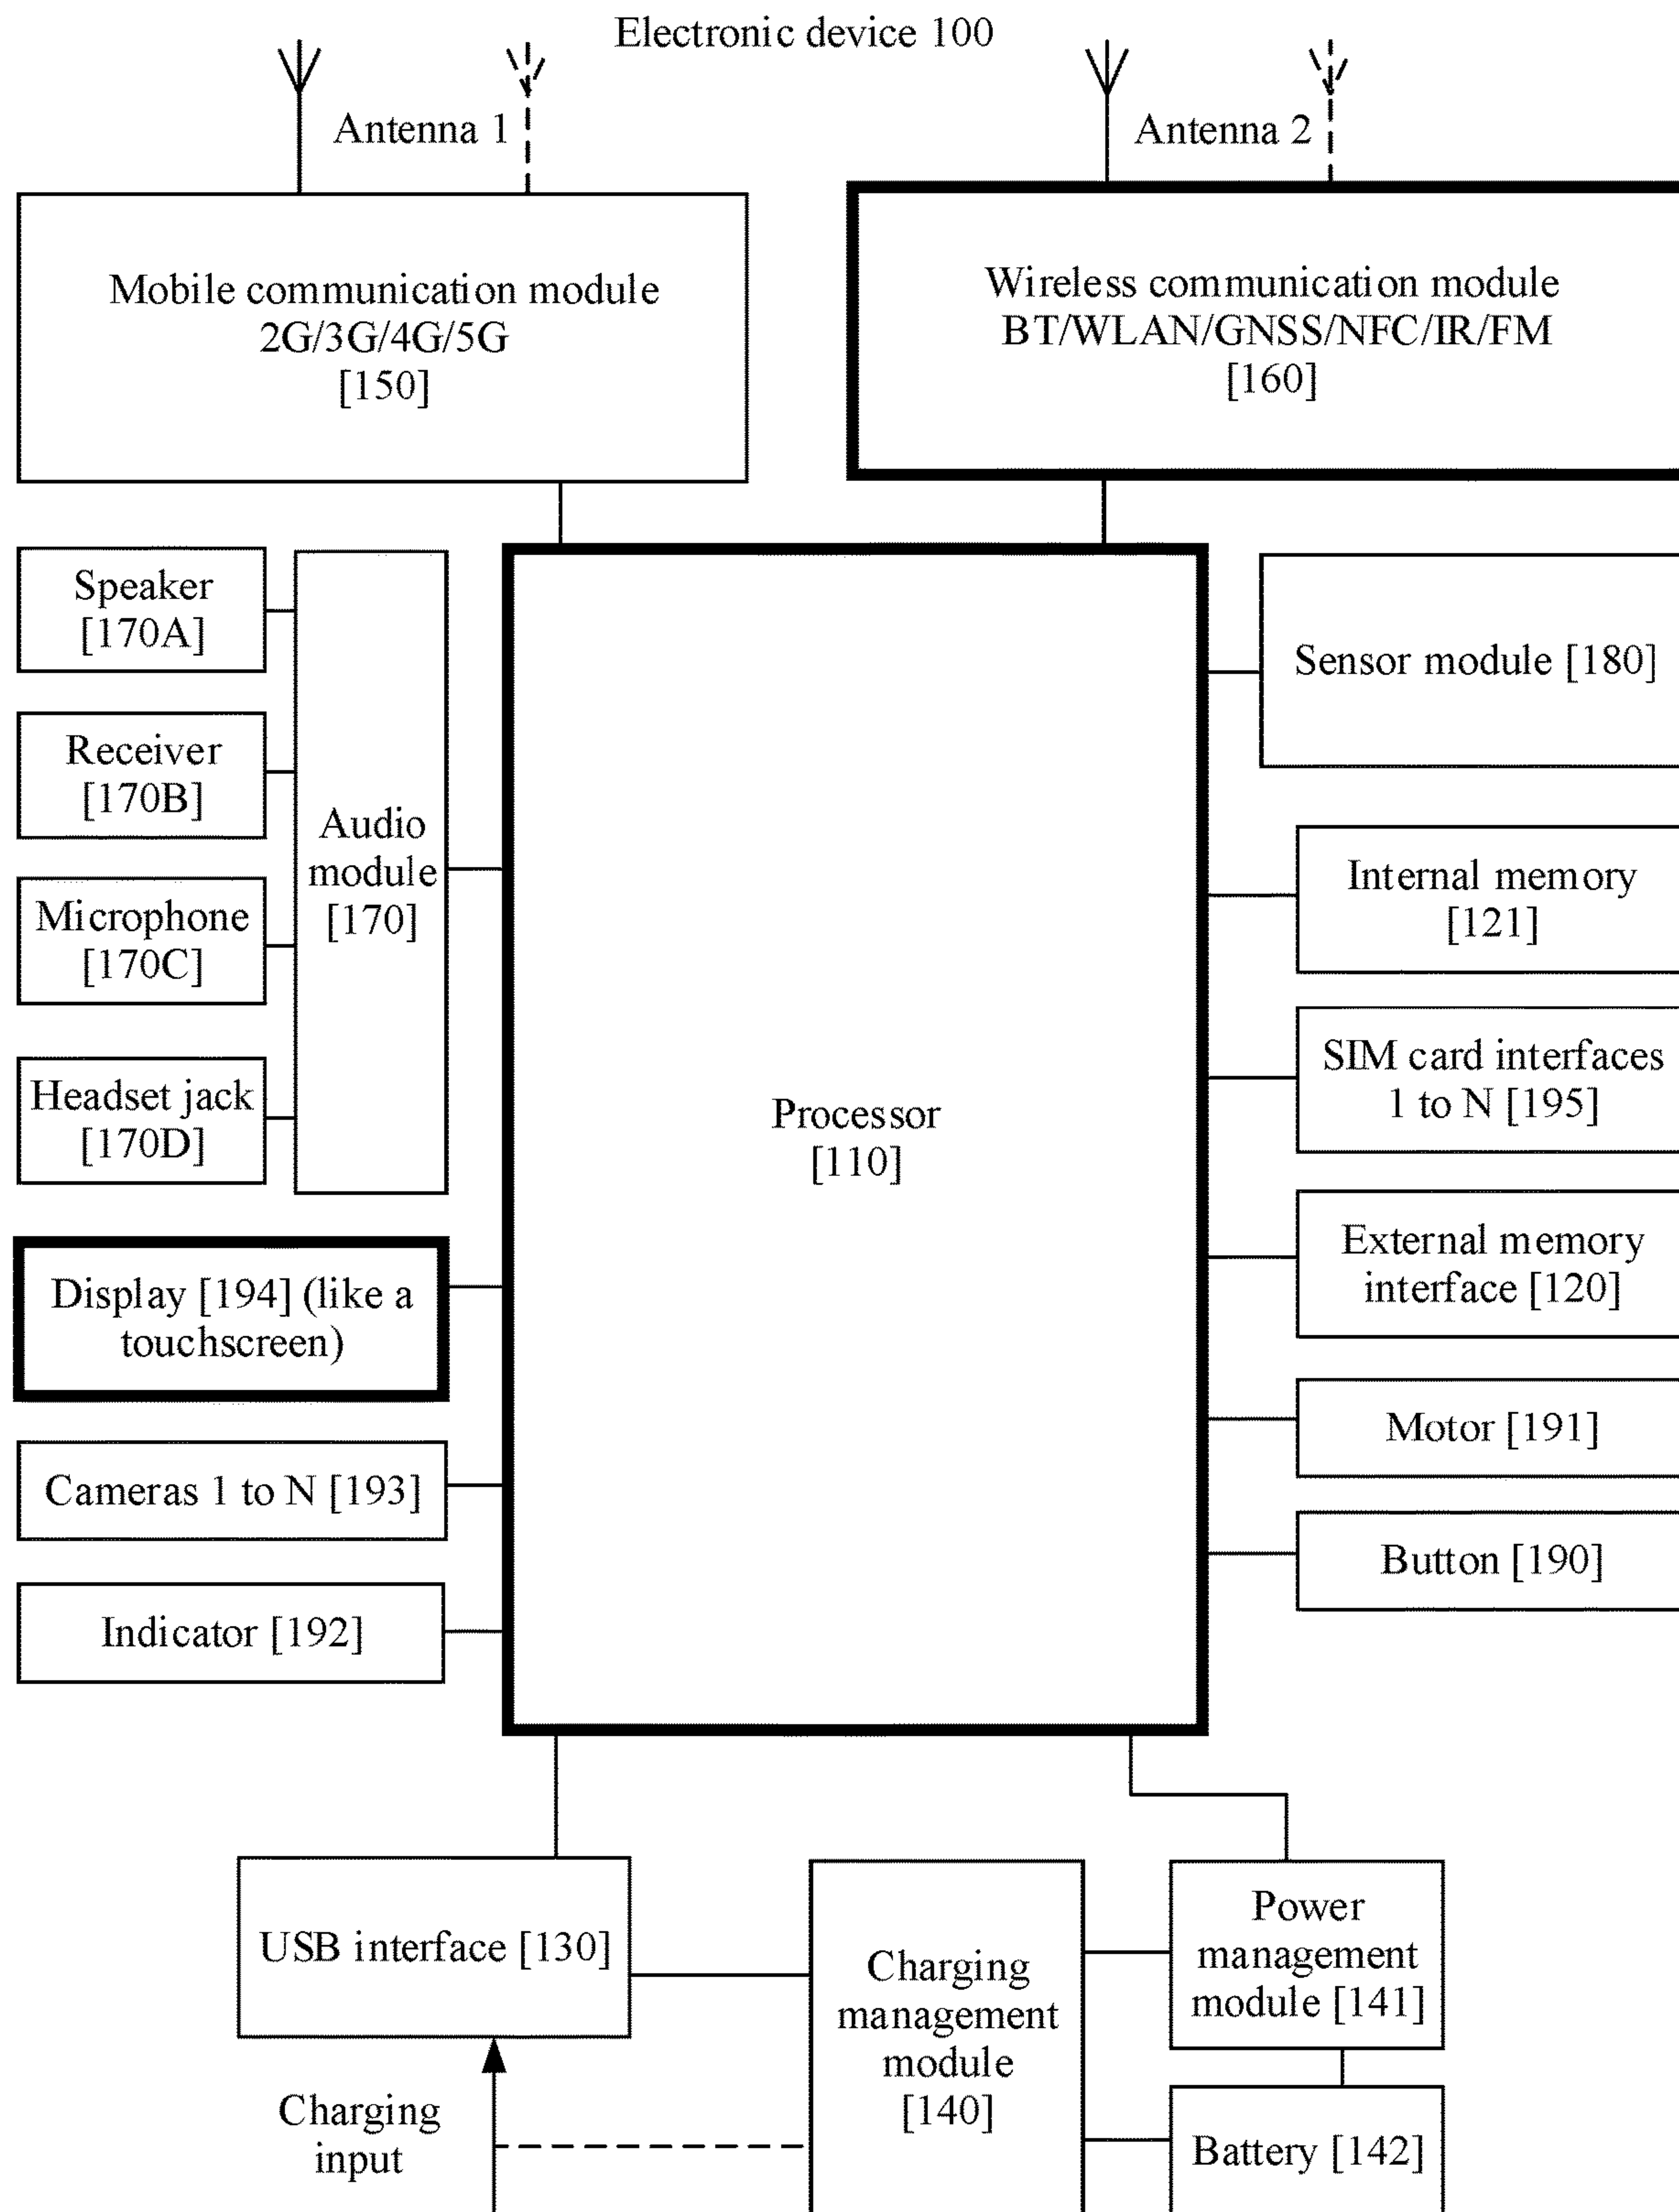 Electronic device 100
Antenna 1
Antenna 2
Mobile communication module
2G/3G/4G/5G
[150]
Wireless communication module
BT/WLAN/GNSS/NFC/IR/FM
[160]
Speaker
[170A]
Receiver
[170B]
Microphone
[170C]
Headset jack
[170D]
Audio
module
[170]
Display [194] (like a
touchscreen)
Cameras 1 to N [193]
Indicator [192]
Processor
[110]
Sensor module [180]
Internal memory
[121]
SIM card interfaces
1 to N [195]
External memory
interface [120]
Motor [191]
Button [190]
USB interface [130]
Charging
management
module
[140]
Power
management
module [141]
Battery [142]
Charging
input